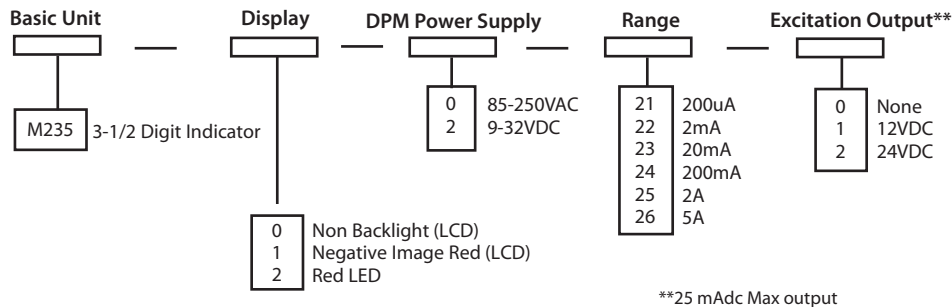 Basic Unit Display DPM Power Supply Range Excitation Output**
M235 3-1/2 Digit Indicator
0 85-250VAC
2 9-32VDC
21 200uA
22 2mA
23 20mA
24 200mA
25 2A
26 5A
0 None
1 12VDC
2 24VDC
0 Non Backlight (LCD)
1 Negative Image Red (LCD)
2 Red LED
**25 mAdc Max output